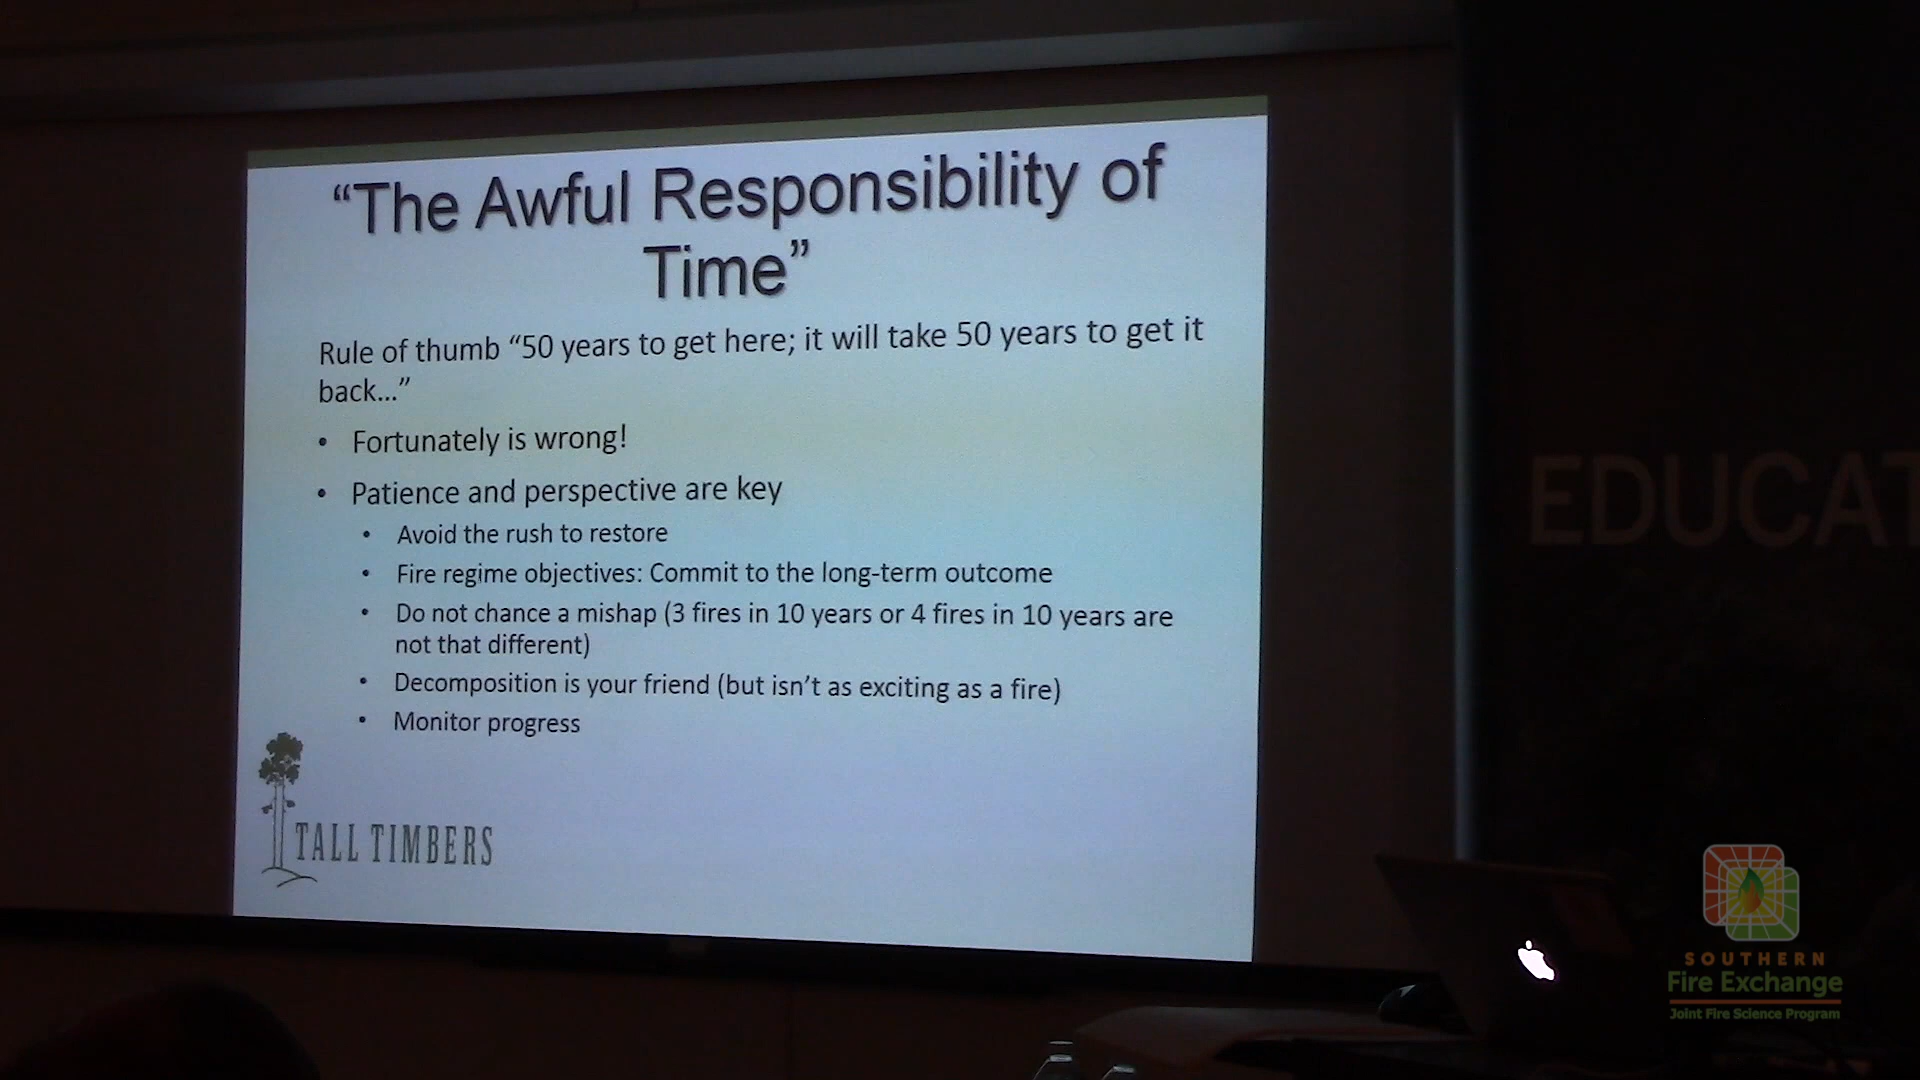 “The Awful Responsibility of
Time”
Rule of thumb “50 years to get here; it will take 50 years to get it
back...”
• Fortunately is wrong!
• Patience and perspective are key
• Avoid the rush to restore
• Fire regime objectives: Commit to the long-term outcome
• Do not chance a mishap (3 fires in 10 years or 4 fires in 10 years are
not that different)
• Decomposition is your friend (but isn’t as exciting as a fire)
• Monitor progress
TALL TIMBERS
EDUCAT
SOUTHERN
Fire Exchange
Joint Fire Science Program